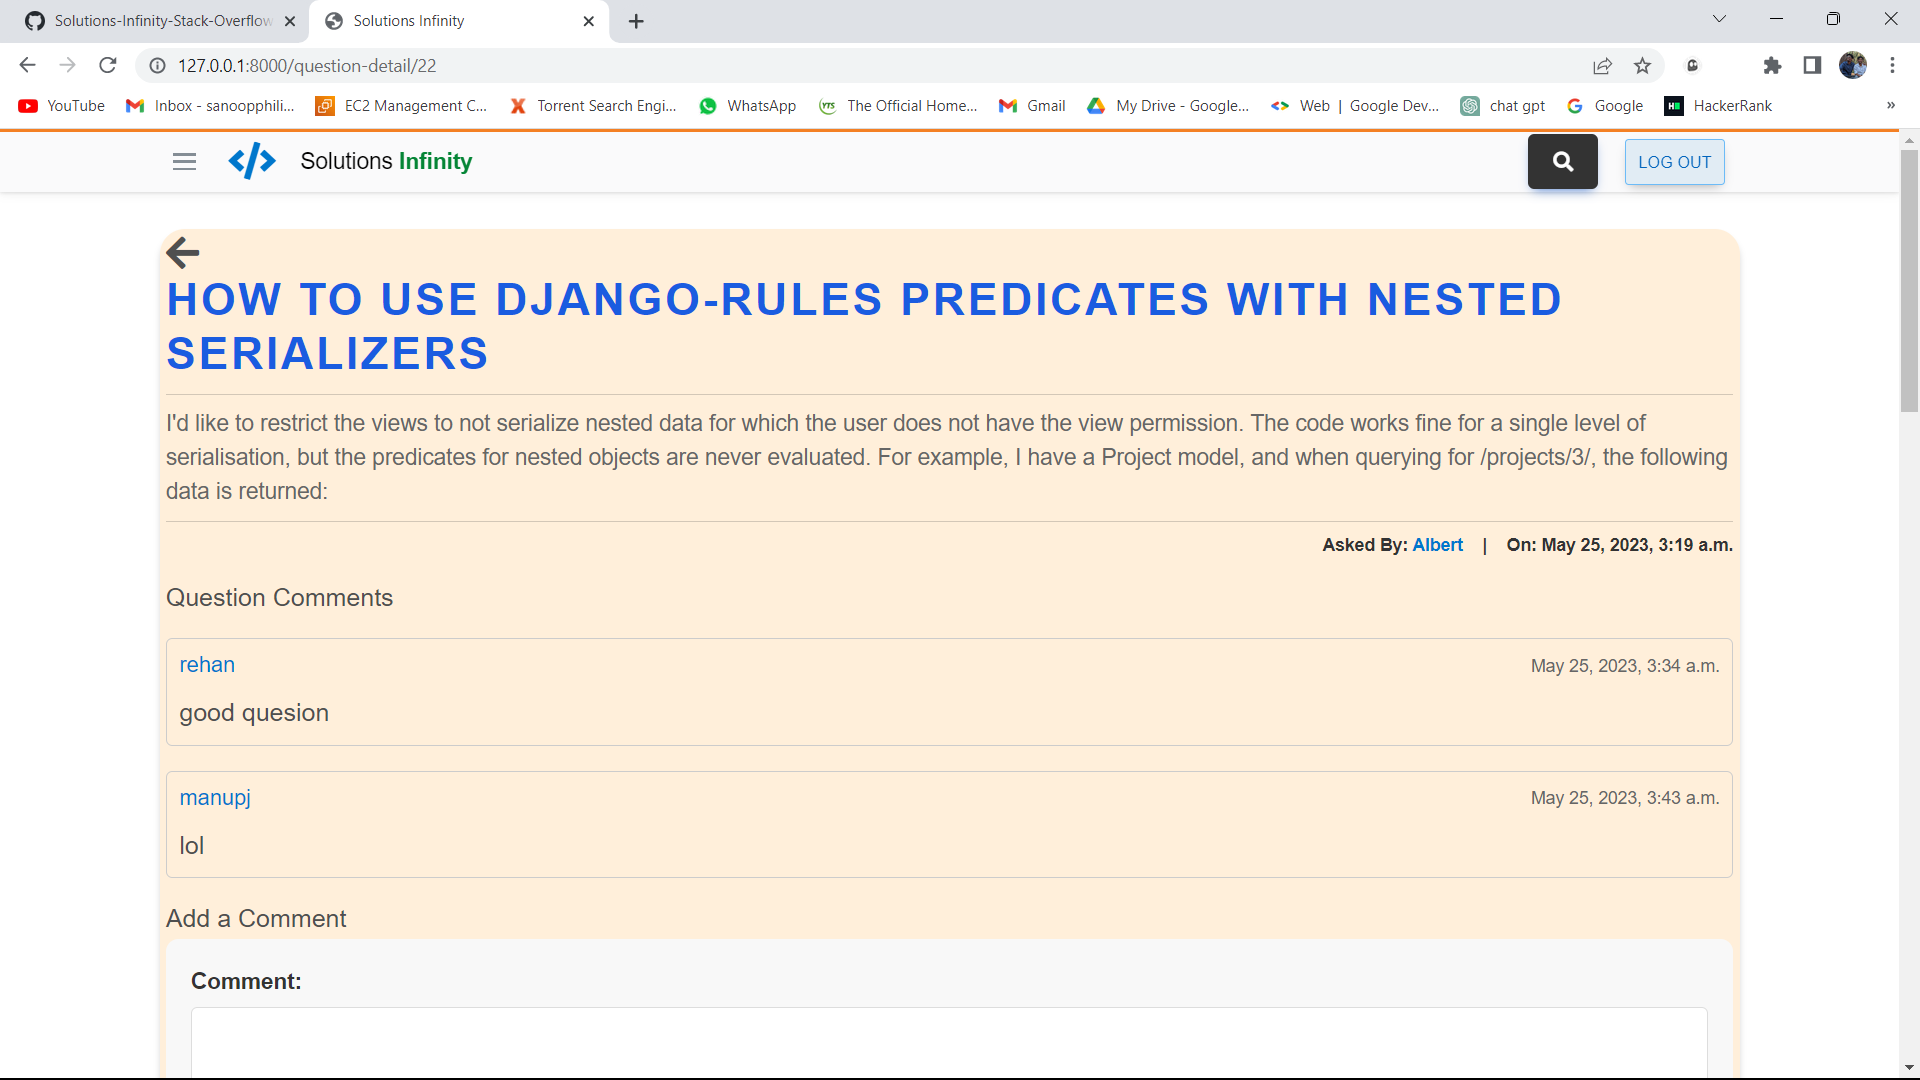 Solutions-Infinity-Stack-Overflow
Solutions Infinity
127.0.0.1:8000/question-detail/22
YouTube
Inbox - sanoopphili...
EC2 Management C...
Torrent Search Engi...
WhatsApp
YTS
The Official Home...
Gmail
My Drive - Google...
Web | Google Dev...
chat gpt
Google
HackerRank
»
</> Solutions Infinity
LOG OUT
HOW TO USE DJANGO-RULES PREDICATES WITH NESTED
SERIALIZERS
I'd like to restrict the views to not serialize nested data for which the user does not have the view permission. The code works fine for a single level of
serialisation, but the predicates for nested objects are never evaluated. For example, I have a Project model, and when querying for /projects/3/, the following
data is returned:
Asked By: Albert | On: May 25, 2023, 3:19 a.m.
Question Comments
rehan May 25, 2023, 3:34 a.m.
good quesion
manupj May 25, 2023, 3:43 a.m.
lol
Add a Comment
Comment: